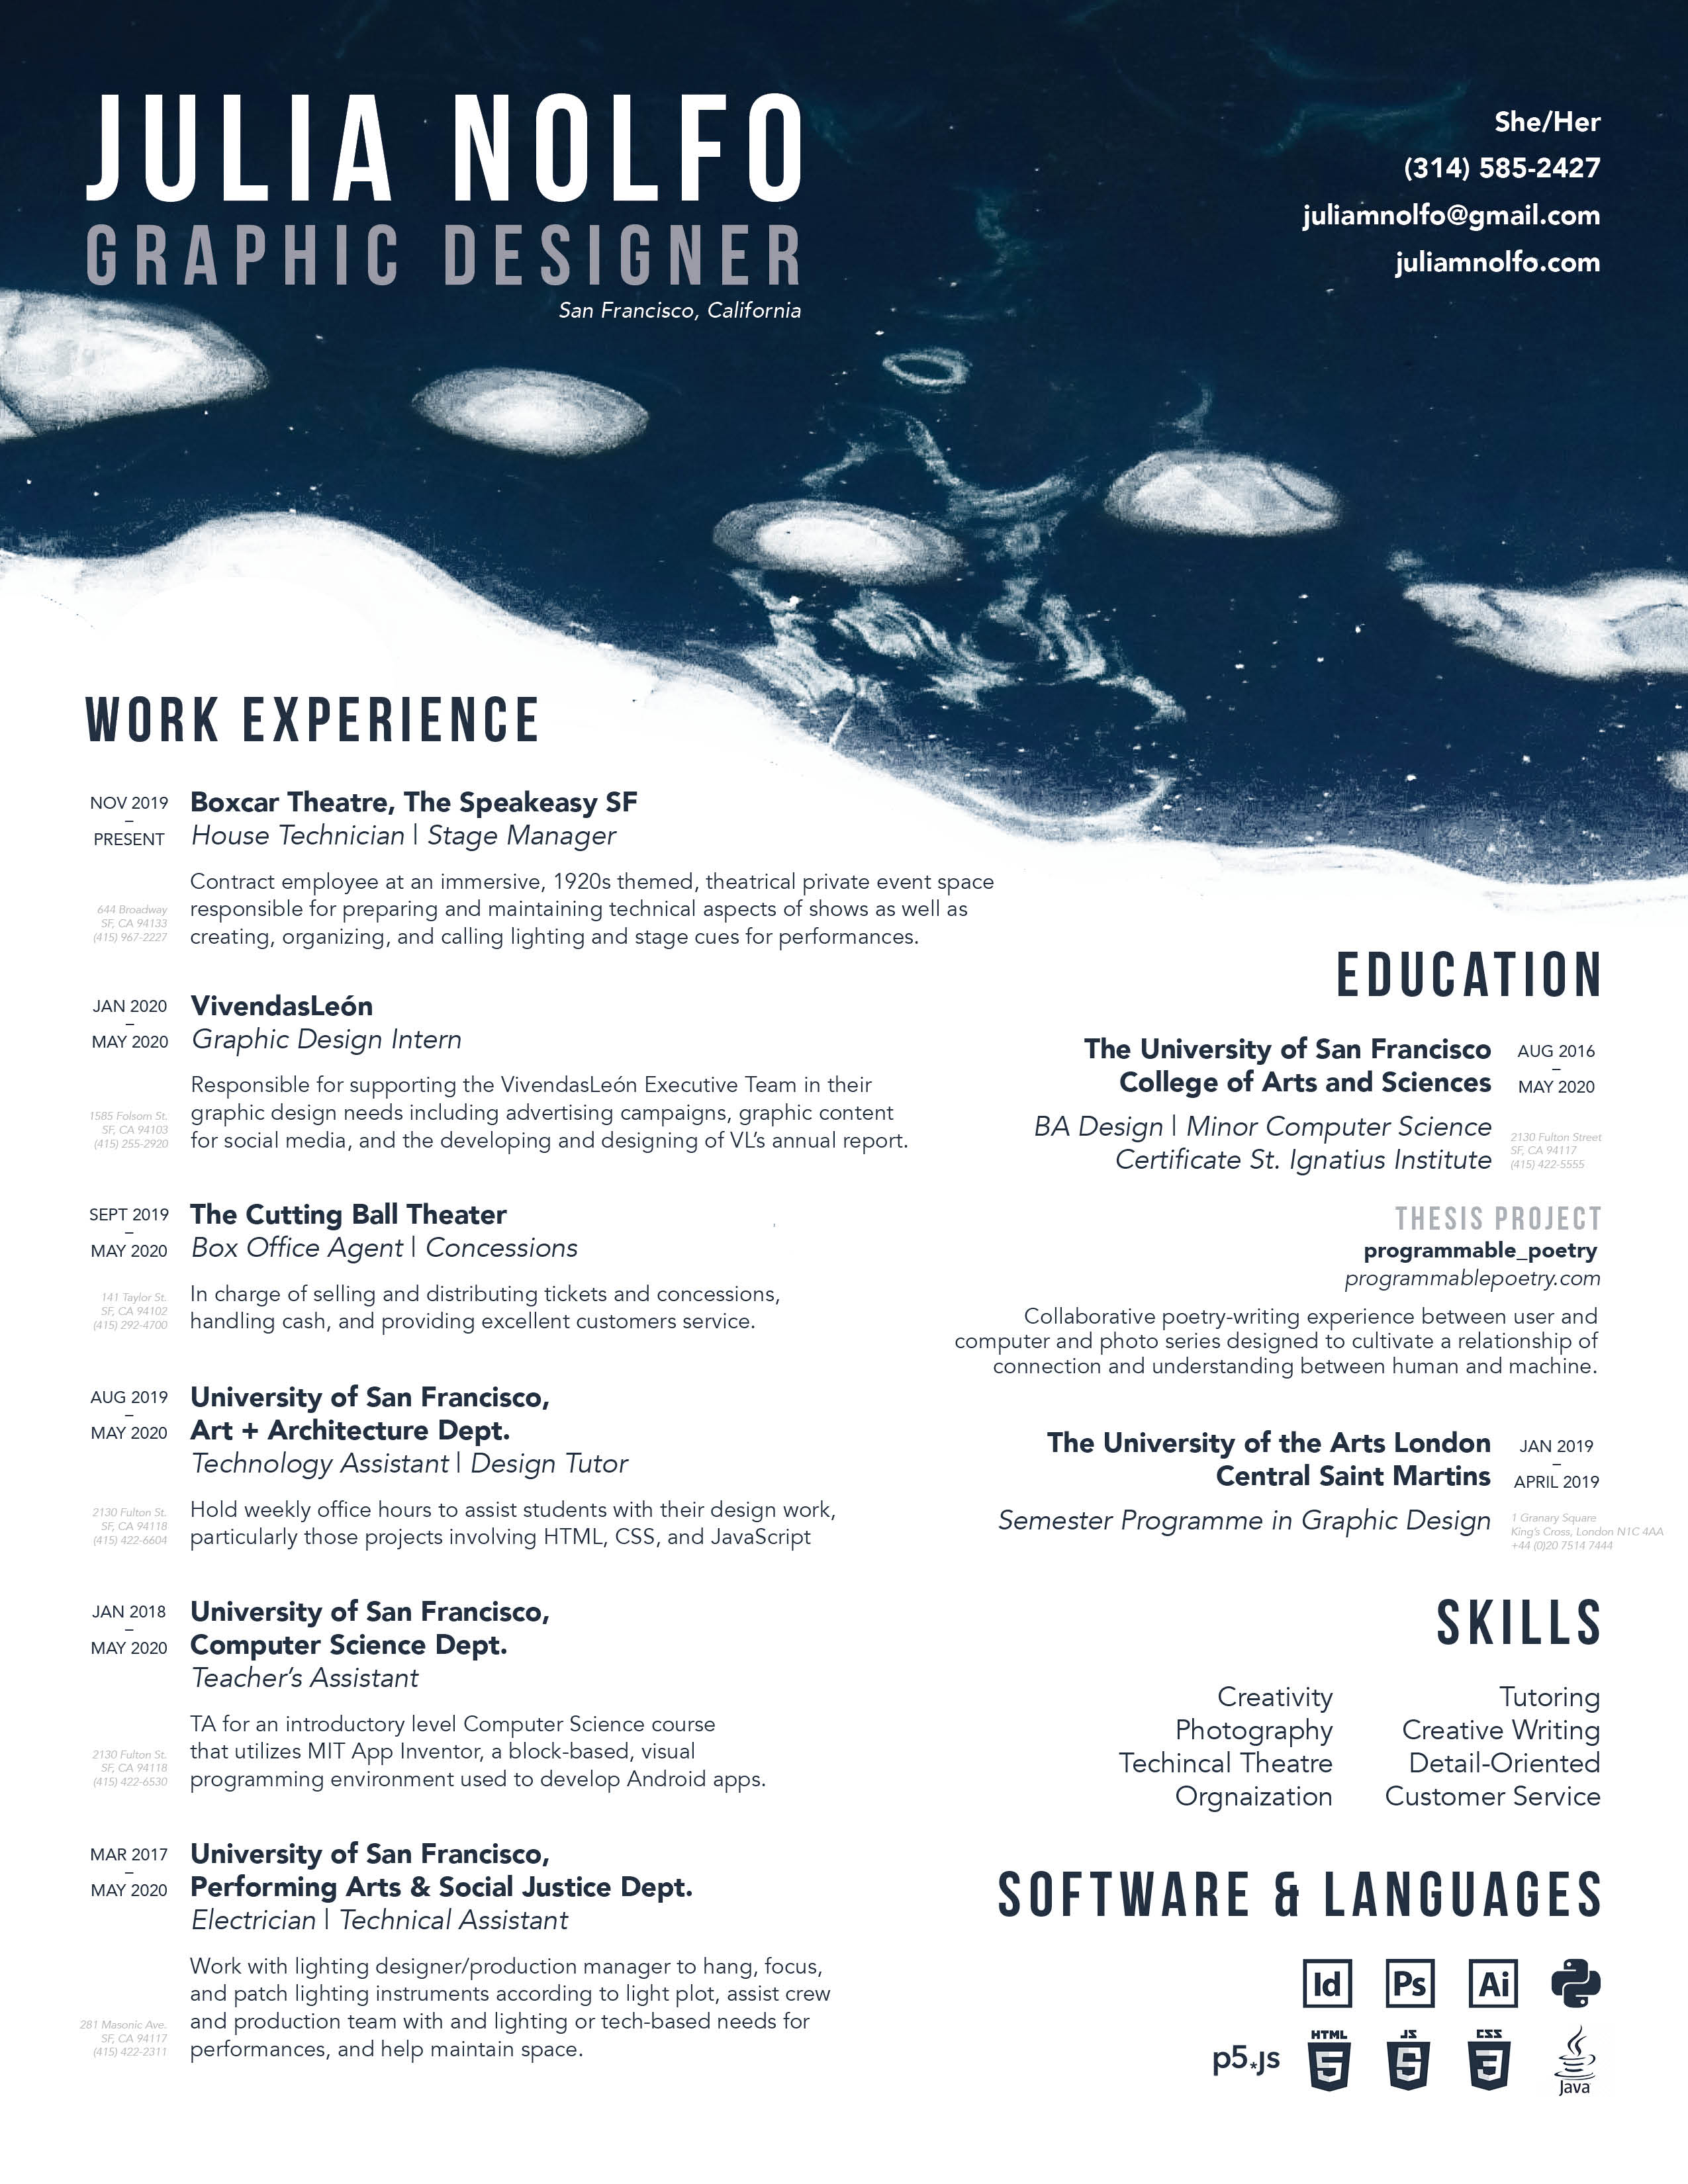 JULIA NOLFO
GRAPHIC DESIGNER
San Francisco, California
She/Her
(314) 585-2427
juliamnolfo@gmail.com
juliamnolfo.com
WORK EXPERIENCE
NOV 2019
–
PRESENT
Boxcar Theatre, The Speakeasy SF
House Technician | Stage Manager
Contract employee at an immersive, 1920s themed, theatrical private event space
responsible for preparing and maintaining technical aspects of shows as well as
creating, organizing, and calling lighting and stage cues for performances.
644 Broadway
SF, CA 94133
(415) 967-2227
JAN 2020
–
MAY 2020
VivendasLeón
Graphic Design Intern
Responsible for supporting the VivendasLeón Executive Team in their
graphic design needs including advertising campaigns, graphic content
for social media, and the developing and designing of VL's annual report.
1585 Folsom St.
SF, CA 94103
(415) 255-2920
SEPT 2019
–
MAY 2020
The Cutting Ball Theater
Box Office Agent | Concessions
In charge of selling and distributing tickets and concessions,
handling cash, and providing excellent customers service.
141 Taylor St.
SF, CA 94102
(415) 292-4700
AUG 2019
–
MAY 2020
University of San Francisco,
Art + Architecture Dept.
Technology Assistant | Design Tutor
Hold weekly office hours to assist students with their design work,
particularly those projects involving HTML, CSS, and JavaScript
2130 Fulton St.
SF, CA 94118
(415) 422-6604
JAN 2018
–
MAY 2020
University of San Francisco,
Computer Science Dept.
Teacher's Assistant
TA for an introductory level Computer Science course
that utilizes MIT App Inventor, a block-based, visual
programming environment used to develop Android apps.
2130 Fulton St.
SF, CA 94118
(415) 422-6530
MAR 2017
–
MAY 2020
University of San Francisco,
Performing Arts & Social Justice Dept.
Electrician | Technical Assistant
Work with lighting designer/production manager to hang, focus,
and patch lighting instruments according to light plot, assist crew
and production team with and lighting or tech-based needs for
performances, and help maintain space.
281 Masonic Ave.
SF, CA 94117
(415) 422-2311
EDUCATION
The University of San Francisco
College of Arts and Sciences
AUG 2016
–
MAY 2020
BA Design | Minor Computer Science
Certificate St. Ignatius Institute
2130 Fulton Street
SF, CA 94117
(415) 422-5555
THESIS PROJECT
programmable_poetry
programmablepoetry.com
Collaborative poetry-writing experience between user and
computer and photo series designed to cultivate a relationship of
connection and understanding between human and machine.
The University of the Arts London
Central Saint Martins
JAN 2019
–
APRIL 2019
Semester Programme in Graphic Design
1 Granary Square
King's Cross, London N1C 4AA
+44 (0)20 7514 7444
SKILLS
Creativity
Photography
Techincal Theatre
Orgnaization
Tutoring
Creative Writing
Detail-Oriented
Customer Service
SOFTWARE & LANGUAGES
Id Ps Ai
p5*JS HTML 5 JS 5 CSS 3 Java